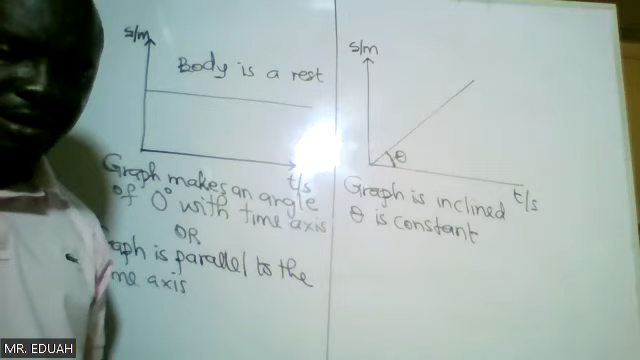 s/m
Body is a rest
t/s
Graph makes an angle
of 0° with time axis
OR
raph is parallel to the
me axis
s/m
θ
t/s
Graph is inclined
θ is constant
MR. EDUAH